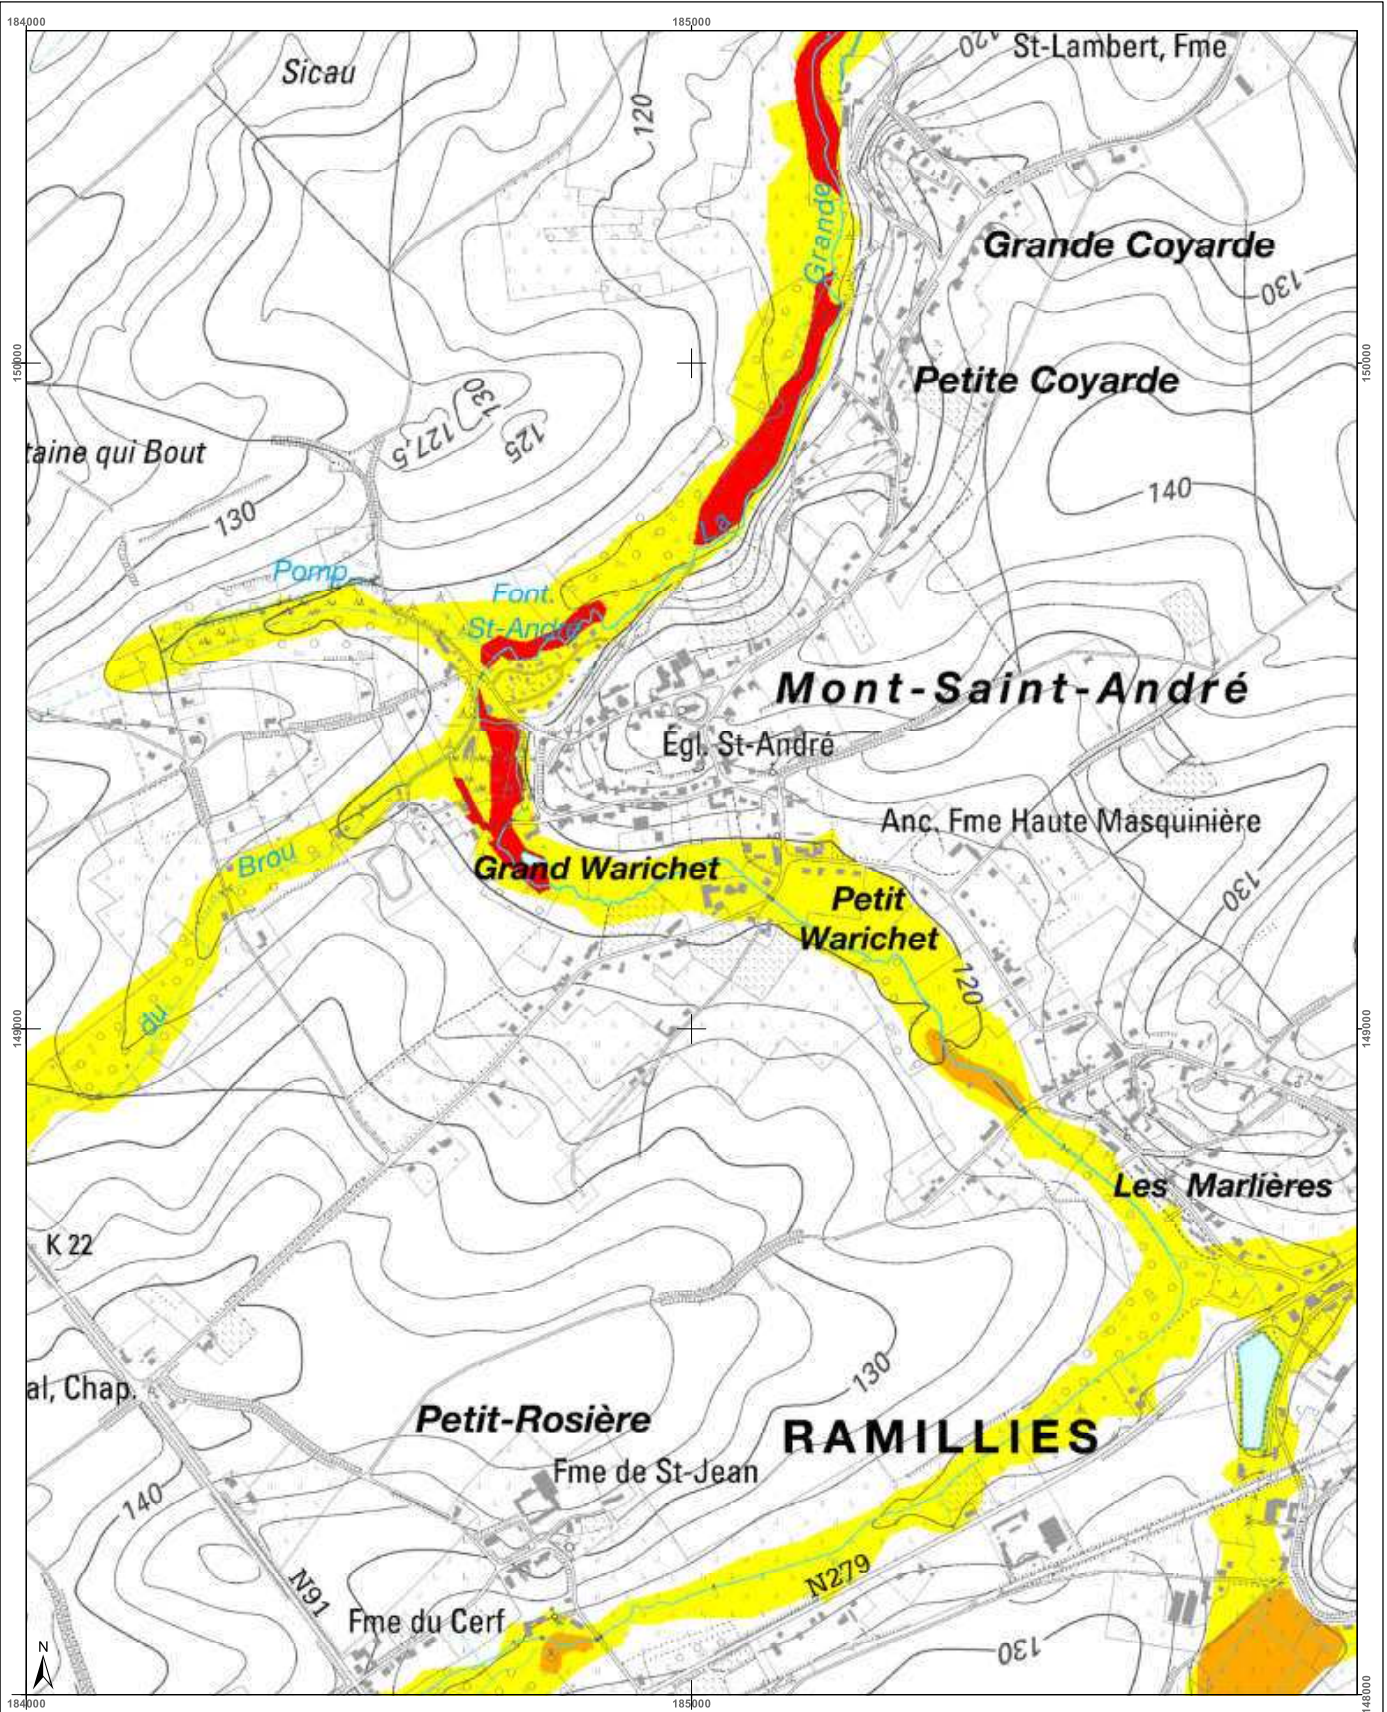 184000
185000
120
St-Lambert, Fme
Sicau
120
Grande
Grande Coyarde
130
150000
150000
Petite Coyarde
130
127,5
125
taine qui Bout
140
130
La
Pomp.
Font.
St-André
Mont-Saint-André
Égl. St-André
Anc. Fme Haute Masquinière
Brou
Grand Warichet
130
Petit
Warichet
120
du
149000
149000
Les Marlières
K 22
al, Chap.
130
Petit-Rosière
RAMILLIES
Fme de St-Jean
140
N279
N91
Fme du Cerf
130
N
184000
185000
148000